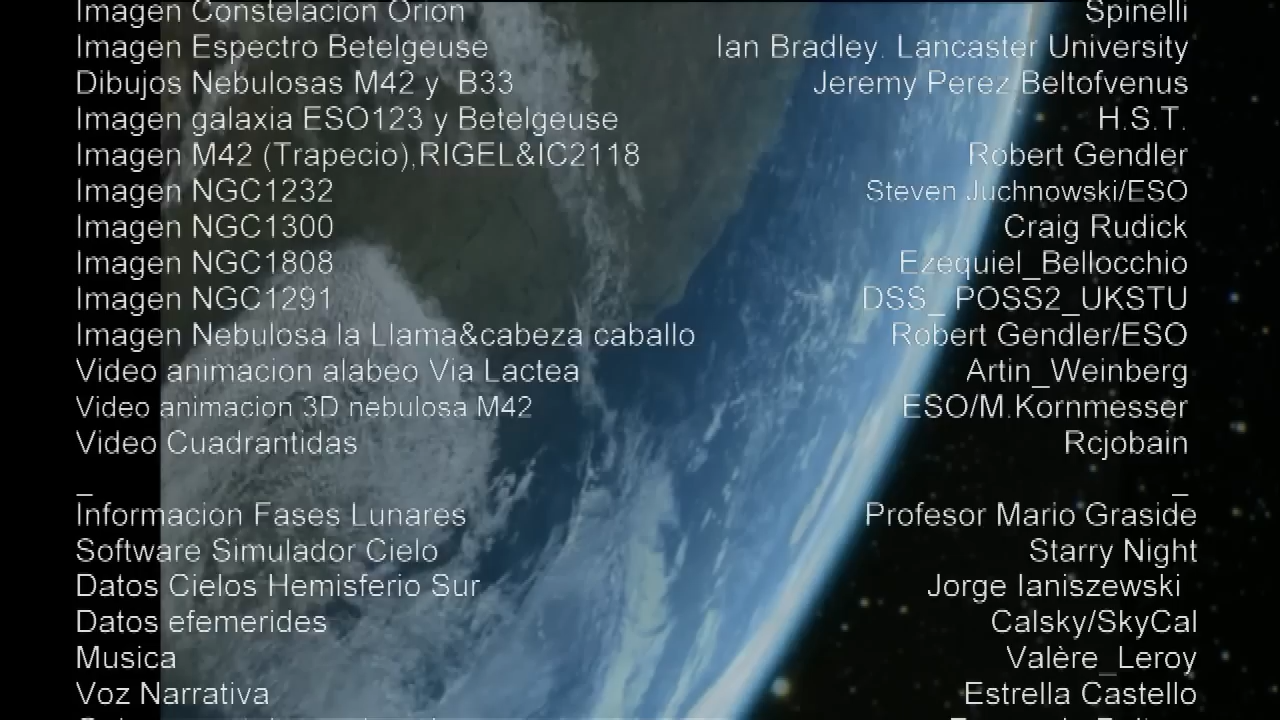 Imagen Constelacion Orion Spinelli
Imagen Espectro Betelgeuse Ian Bradley. Lancaster University
Dibujos Nebulosas M42 y B33 Jeremy Perez Beltofvenus
Imagen galaxia ESO123 y Betelgeuse H.S.T.
Imagen M42 (Trapecio),RIGEL&IC2118 Robert Gendler
Imagen NGC1232 Steven Juchnowski/ESO
Imagen NGC1300 Craig Rudick
Imagen NGC1808 Ezequiel_Bellocchio
Imagen NGC1291 DSS_ POSS2_UKSTU
Imagen Nebulosa la Llama&cabeza caballo Robert Gendler/ESO
Video animacion alabeo Via Lactea Artin_Weinberg
Video animacion 3D nebulosa M42 ESO/M.Kornmesser
Video Cuadrantidas Rcjobain
_ _
Informacion Fases Lunares Profesor Mario Graside
Software Simulador Cielo Starry Night
Datos Cielos Hemisferio Sur Jorge Ianiszewski
Datos efemerides Calsky/SkyCal
Musica Valère_Leroy
Voz Narrativa Estrella Castello